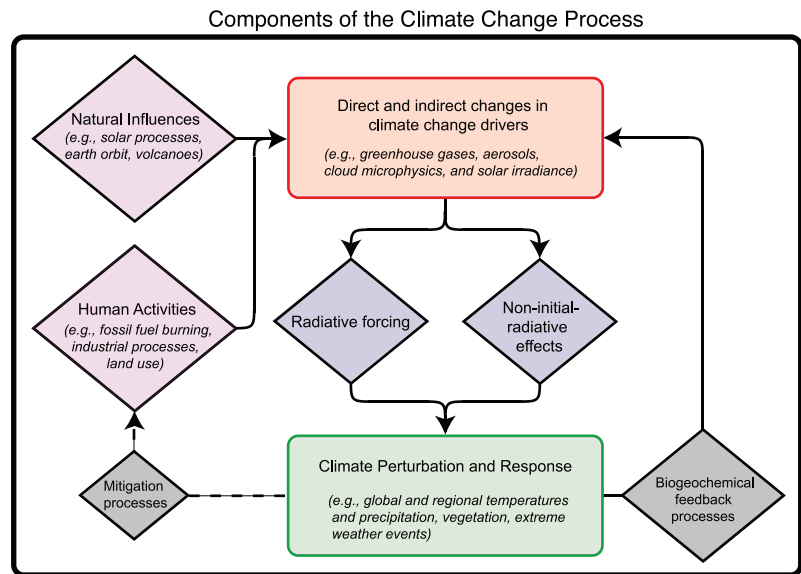 Components of the Climate Change Process
Natural Influences
(e.g., solar processes,
earth orbit, volcanoes)
Direct and indirect changes in
climate change drivers
(e.g., greenhouse gases, aerosols,
cloud microphysics, and solar irradiance)
Human Activities
(e.g., fossil fuel burning,
industrial processes,
land use)
Radiative forcing
Non-initial-
radiative
effects
Mitigation
processes
Climate Perturbation and Response
(e.g., global and regional temperatures
and precipitation, vegetation, extreme
weather events)
Biogeochemical
feedback
processes